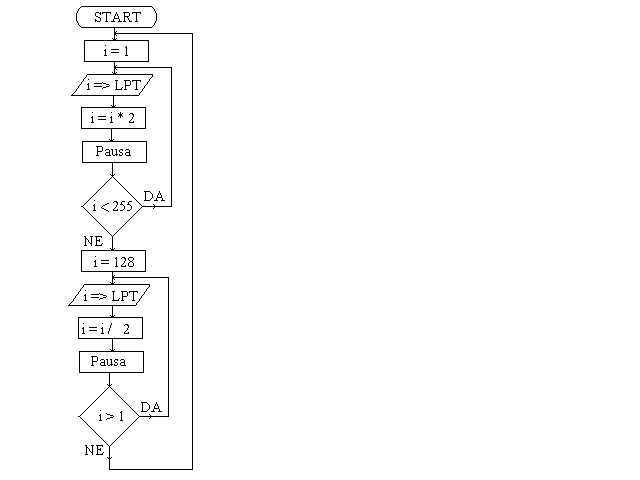 START
i = 1
i => LPT
i = i * 2
Pausa
i < 255
DA
NE
i = 128
i => LPT
i = i / 2
Pausa
i > 1
DA
NE